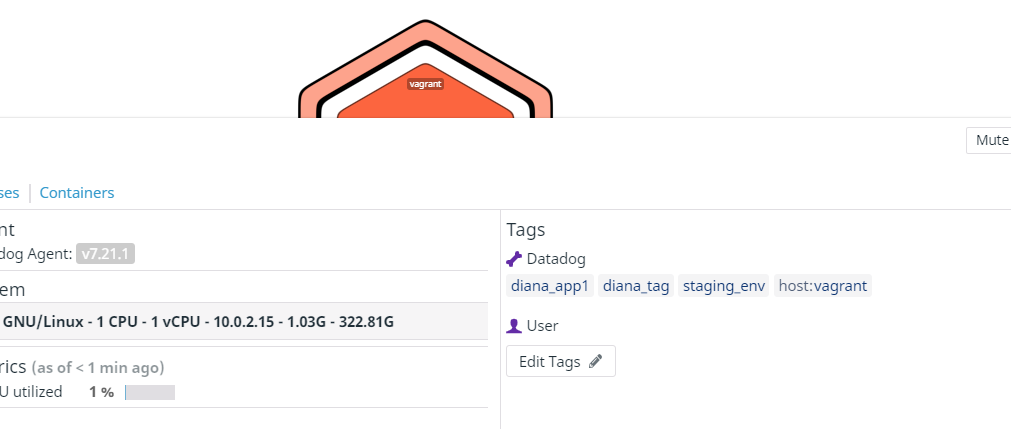 vagrant
Mute
ses | Containers
nt
dog Agent: v7.21.1
em
GNU/Linux - 1 CPU - 1 vCPU - 10.0.2.15 - 1.03G - 322.81G
rics (as of < 1 min ago)
U utilized 1 %
Tags
Datadog
diana_app1 diana_tag staging_env host:vagrant
User
Edit Tags